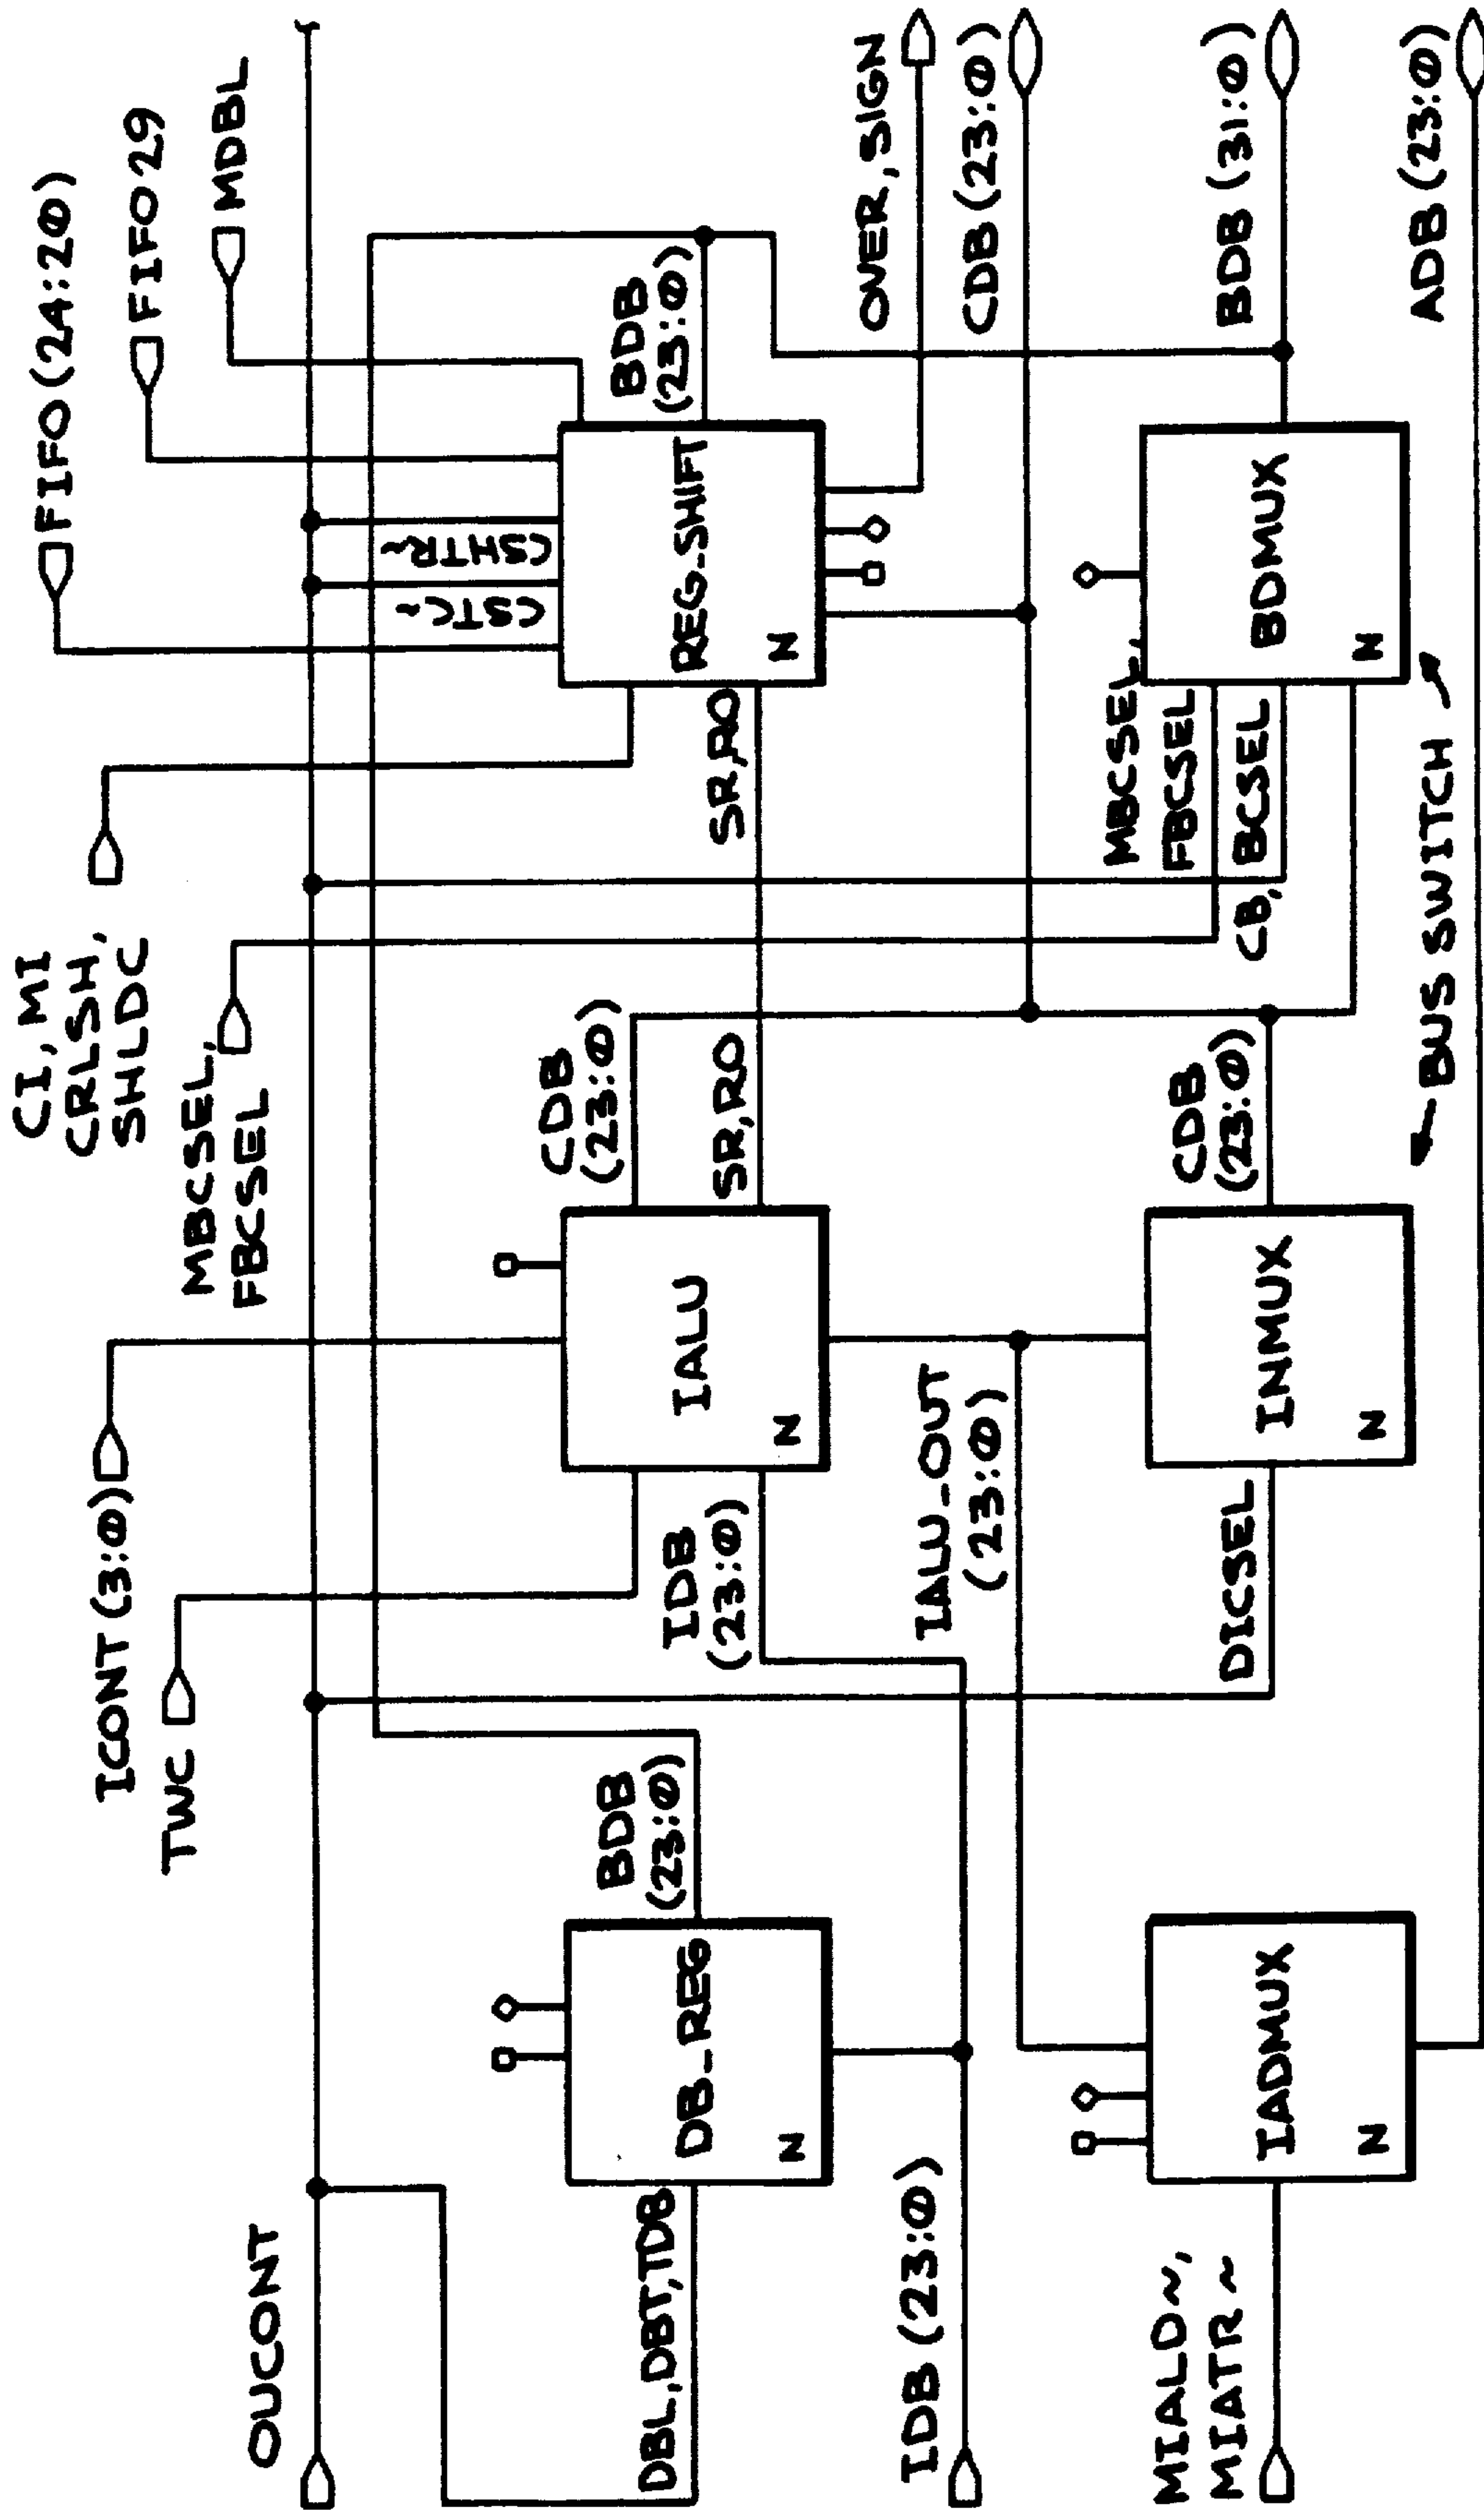 OUCONT
ICONT (3:0)
TWC
MBCSEL,
FBCSEL
CI, MI
CRLSH,
SHLDC
FIFO (24:20)
FIFO 29
MDBL
DBL, DBT, TDB
DB_REG
N
BDB
(23:0)
IDB
(23:0)
IALU
N
CDB
(23:0)
SR, RO
SR, RO
REG_SHIFT
N
CSTC~
CSHTR~
BDB
(23:0)
OVER, SIGN
CDB (23:0)
IDB (23:0)
IALU_OUT
(23:0)
MIALD~,
MIATR~
IADMUX
N
DICSEL
INMUX
N
CDB
(23:0)
MBCSEL,
FBCSEL
CB, BCSEL
BDMUX
N
BDB (31:0)
BUS SWITCH
ADB (23:0)